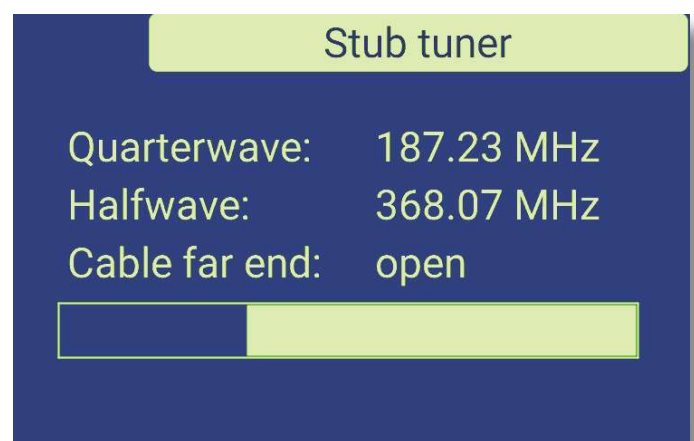 Stub tuner
Quarterwave: 187.23 MHz
Halfwave: 368.07 MHz
Cable far end: open